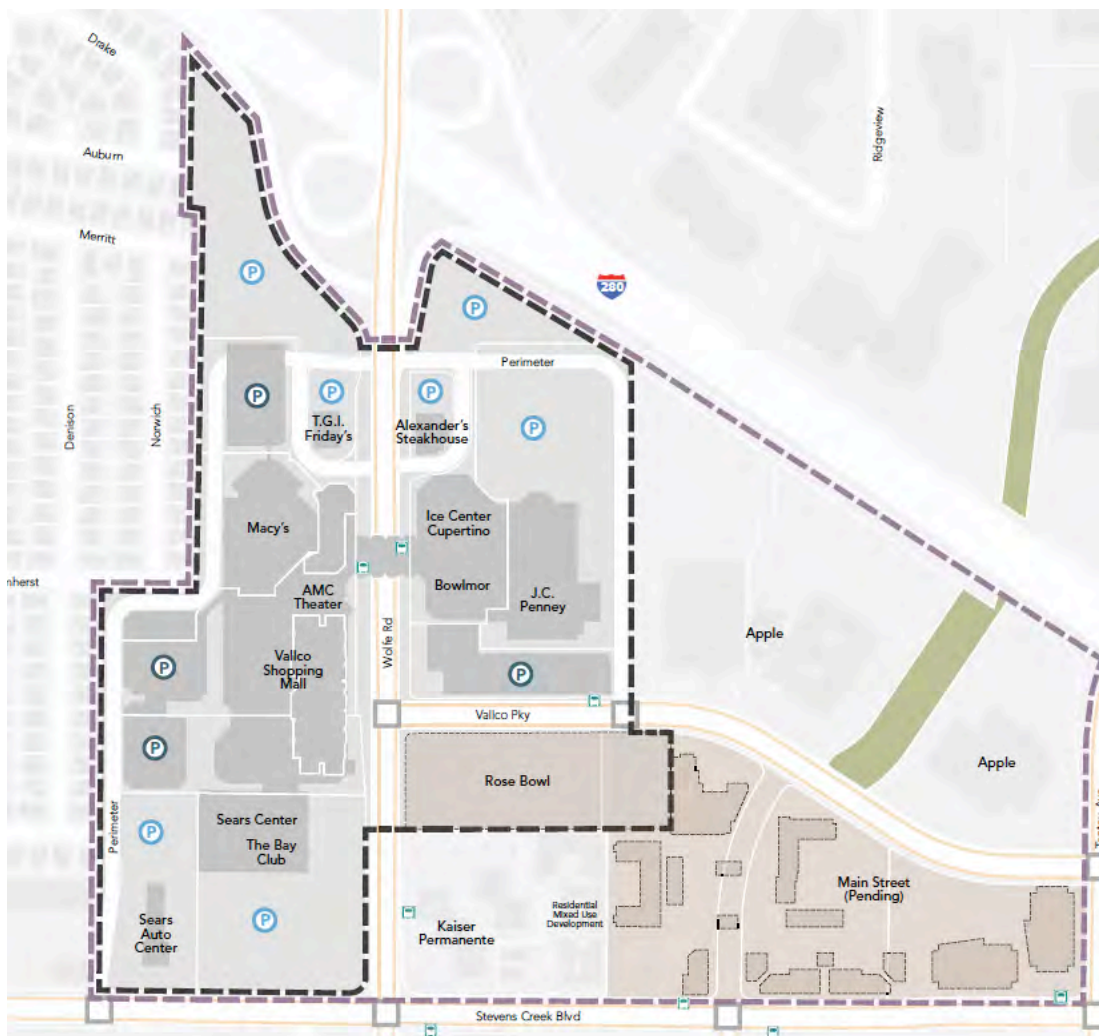 Drake
Auburn
Merritt
Ridgeview
280
P
P
Perimeter
P
P
P
P
T.G.I.
Friday's
Alexander's
Steakhouse
Denison
Norwich
Macy's
Ice Center
Cupertino
Bowlmor
AMC
Theater
J.C.
Penney
mherst
Wolfe Rd
Vallco
Shopping
Mall
Apple
P
P
Vallco Pky
P
Rose Bowl
Apple
Perimeter
P
Sears Center
The Bay
Club
Main Street
(Pending)
Sears
Auto
Center
P
Kaiser
Permanente
Residential
Mixed Use
Development
Stevens Creek Blvd